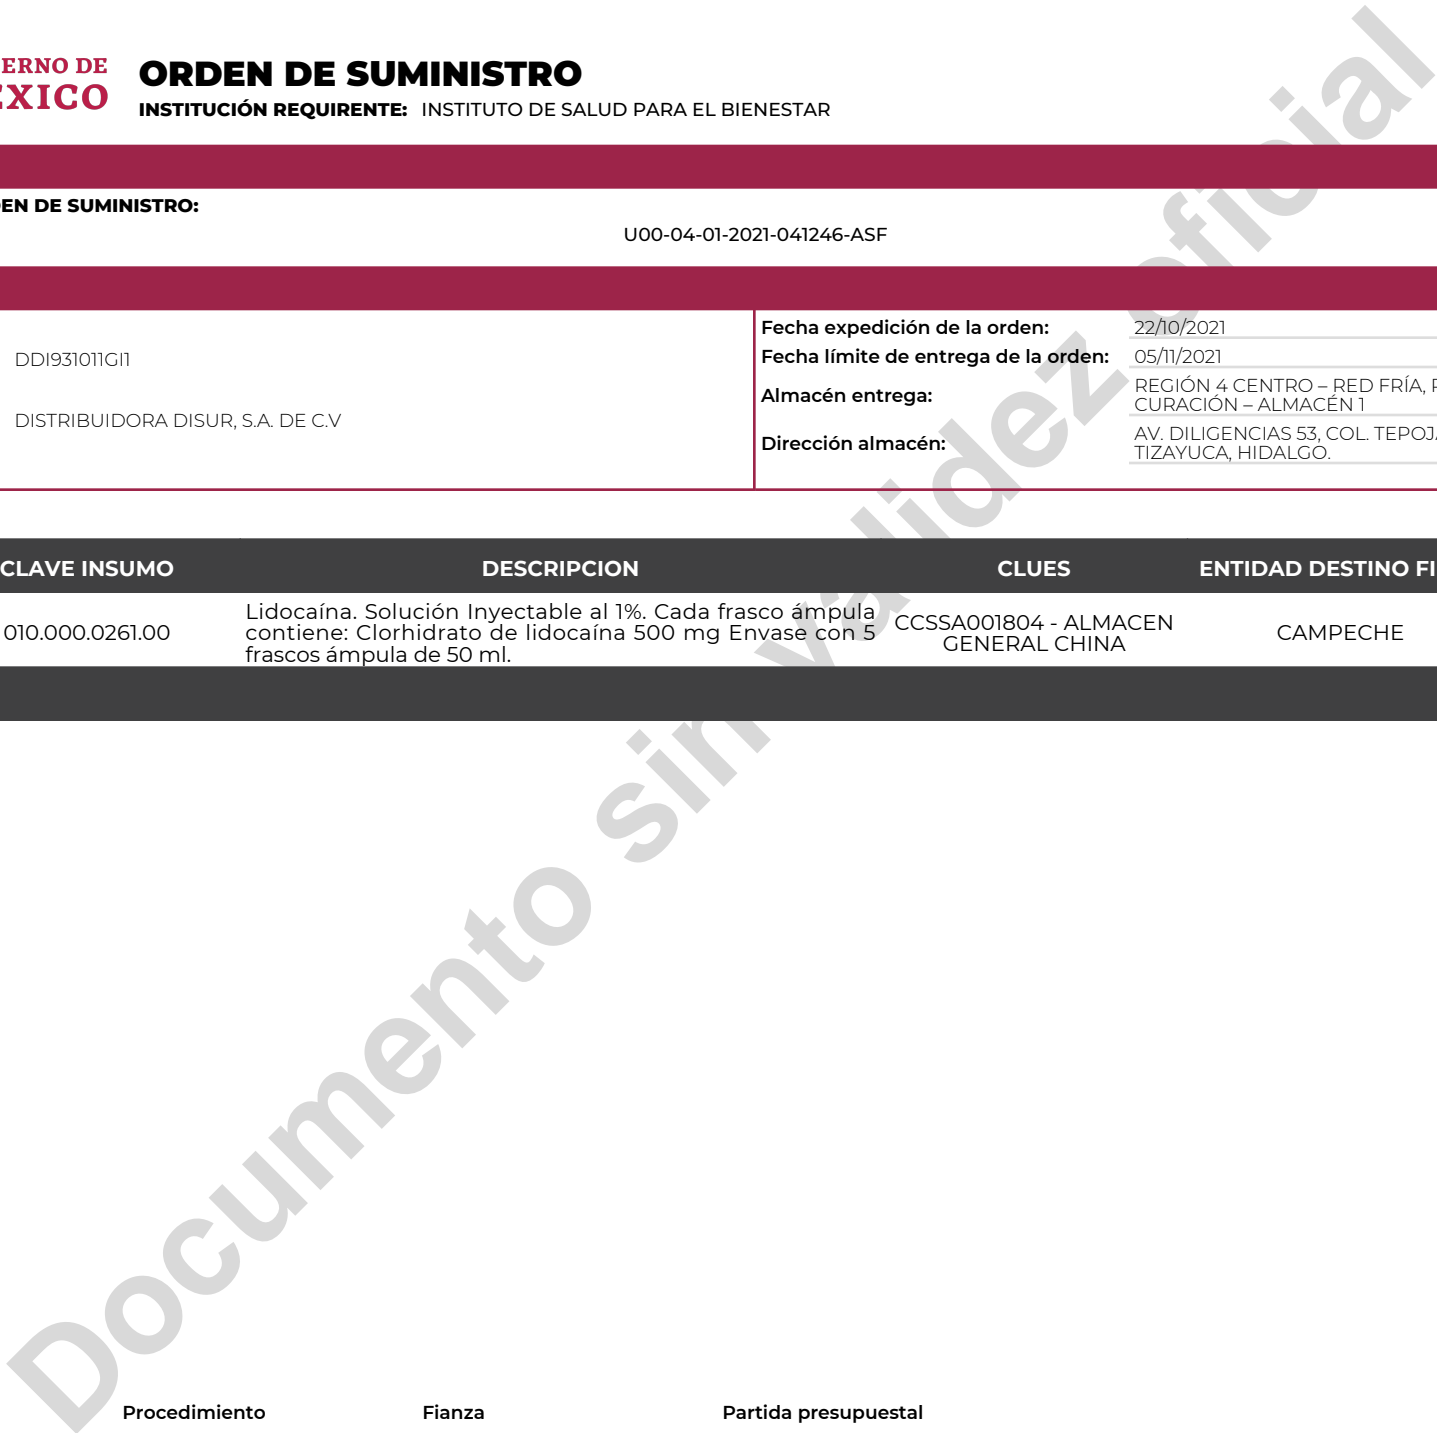 ERNO DE
EXICO
ORDEN DE SUMINISTRO
INSTITUCIÓN REQUIRENTE: INSTITUTO DE SALUD PARA EL BIENESTAR
EN DE SUMINISTRO:
U00-04-01-2021-041246-ASF
DDI931011GI1
DISTRIBUIDORA DISUR, S.A. DE C.V
Fecha expedición de la orden: 22/10/2021
Fecha límite de entrega de la orden: 05/11/2021
Almacén entrega: REGIÓN 4 CENTRO – RED FRÍA,
CURACIÓN – ALMACÉN 1
Dirección almacén: AV. DILIGENCIAS 53, COL. TEPOJA
TIZAYUCA, HIDALGO.
CLAVE INSUMO DESCRIPCION CLUES ENTIDAD DESTINO FI
010.000.0261.00
Lidocaína. Solución Inyectable al 1%. Cada frasco ámpula
contiene: Clorhidrato de lidocaína 500 mg Envase con 5
frascos ámpula de 50 ml.
CCSSA001804 - ALMACEN
GENERAL CHINA
CAMPECHE
Documento sin validez oficial
Procedimiento Fianza Partida presupuestal